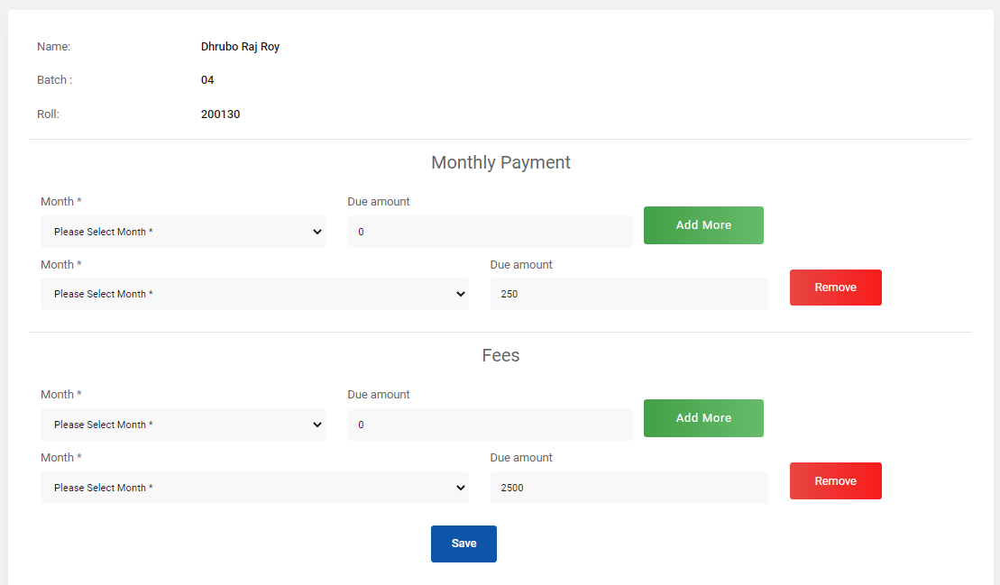 Name: Dhrubo Raj Roy
Batch : 04
Roll: 200130
Monthly Payment
Month * Due amount
Please Select Month * 0 Add More
Month * Due amount
Please Select Month * 250 Remove
Fees
Month * Due amount
Please Select Month * 0 Add More
Month * Due amount
Please Select Month * 2500 Remove
Save